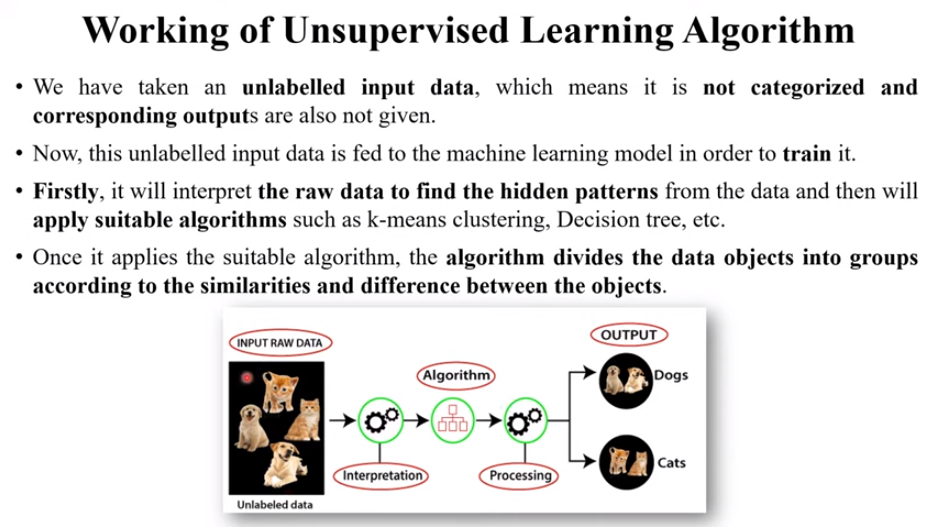 Working of Unsupervised Learning Algorithm
• We have taken an unlabelled input data, which means it is not categorized and
corresponding outputs are also not given.
• Now, this unlabelled input data is fed to the machine learning model in order to train it.
• Firstly, it will interpret the raw data to find the hidden patterns from the data and then will
apply suitable algorithms such as k-means clustering, Decision tree, etc.
• Once it applies the suitable algorithm, the algorithm divides the data objects into groups
according to the similarities and difference between the objects.
INPUT RAW DATA
OUTPUT
Algorithm
Dogs
Interpretation
Processing
Cats
Unlabeled data